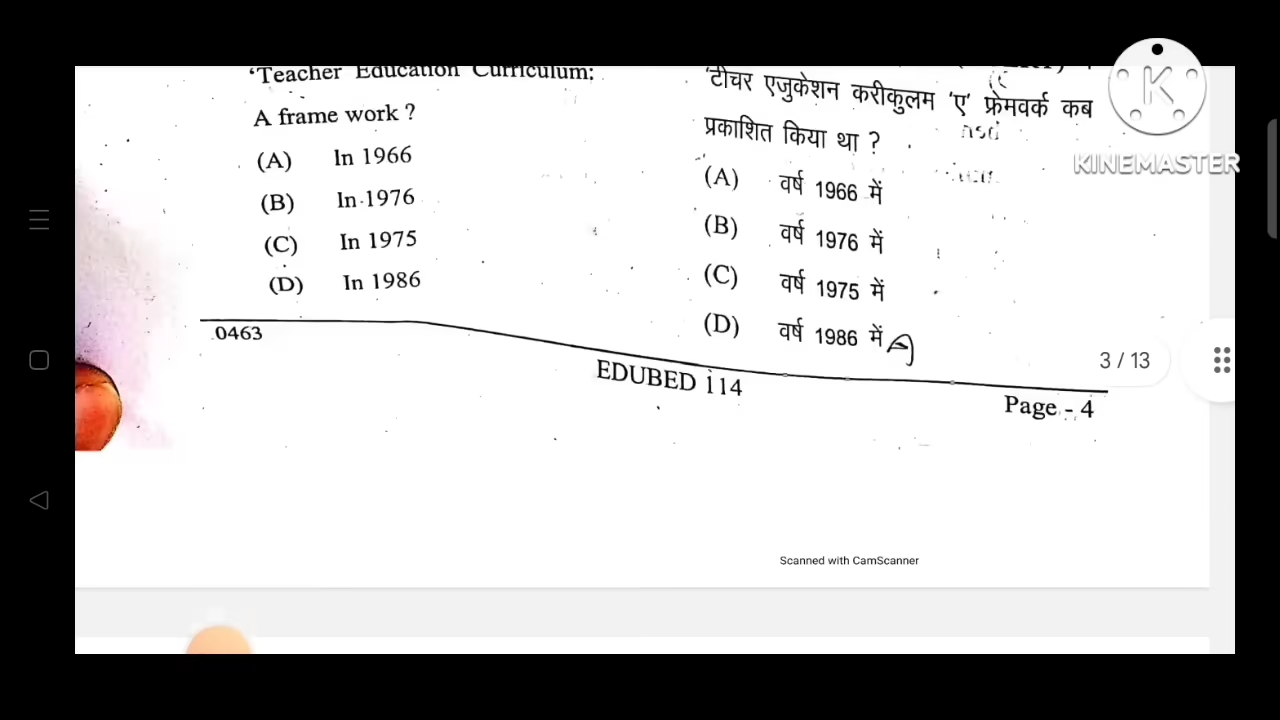 'Teacher Education Curriculum:
A frame work ?
(A) In 1966
(B) In 1976
(C) In 1975
(D) In 1986
टीचर एजुकेशन करीकुलम 'ए' फ्रेमवर्क कब
प्रकाशित किया था ?
(A) वर्ष 1966 में
(B) वर्ष 1976 में
(C) वर्ष 1975 में
(D) वर्ष 1986 में
0463
EDUBED 114
Page - 4
3 / 13
Scanned with CamScanner
K
KINEMASTER